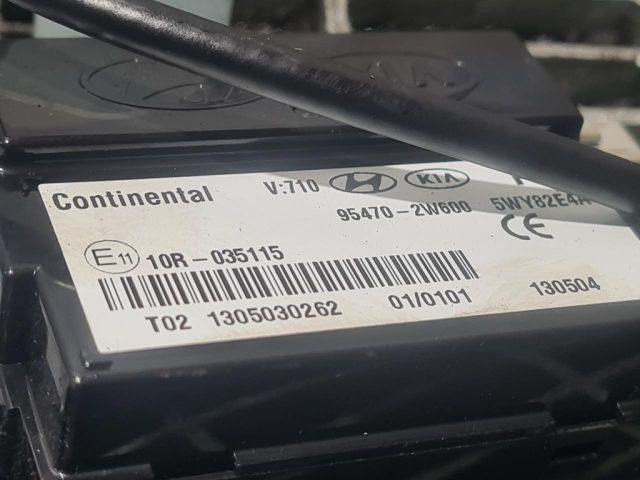 Continental V:710 KIA
95470-2W600 5WY82E4A
E11 10R-035115 CE
T02 1305030262 01/0101 130504